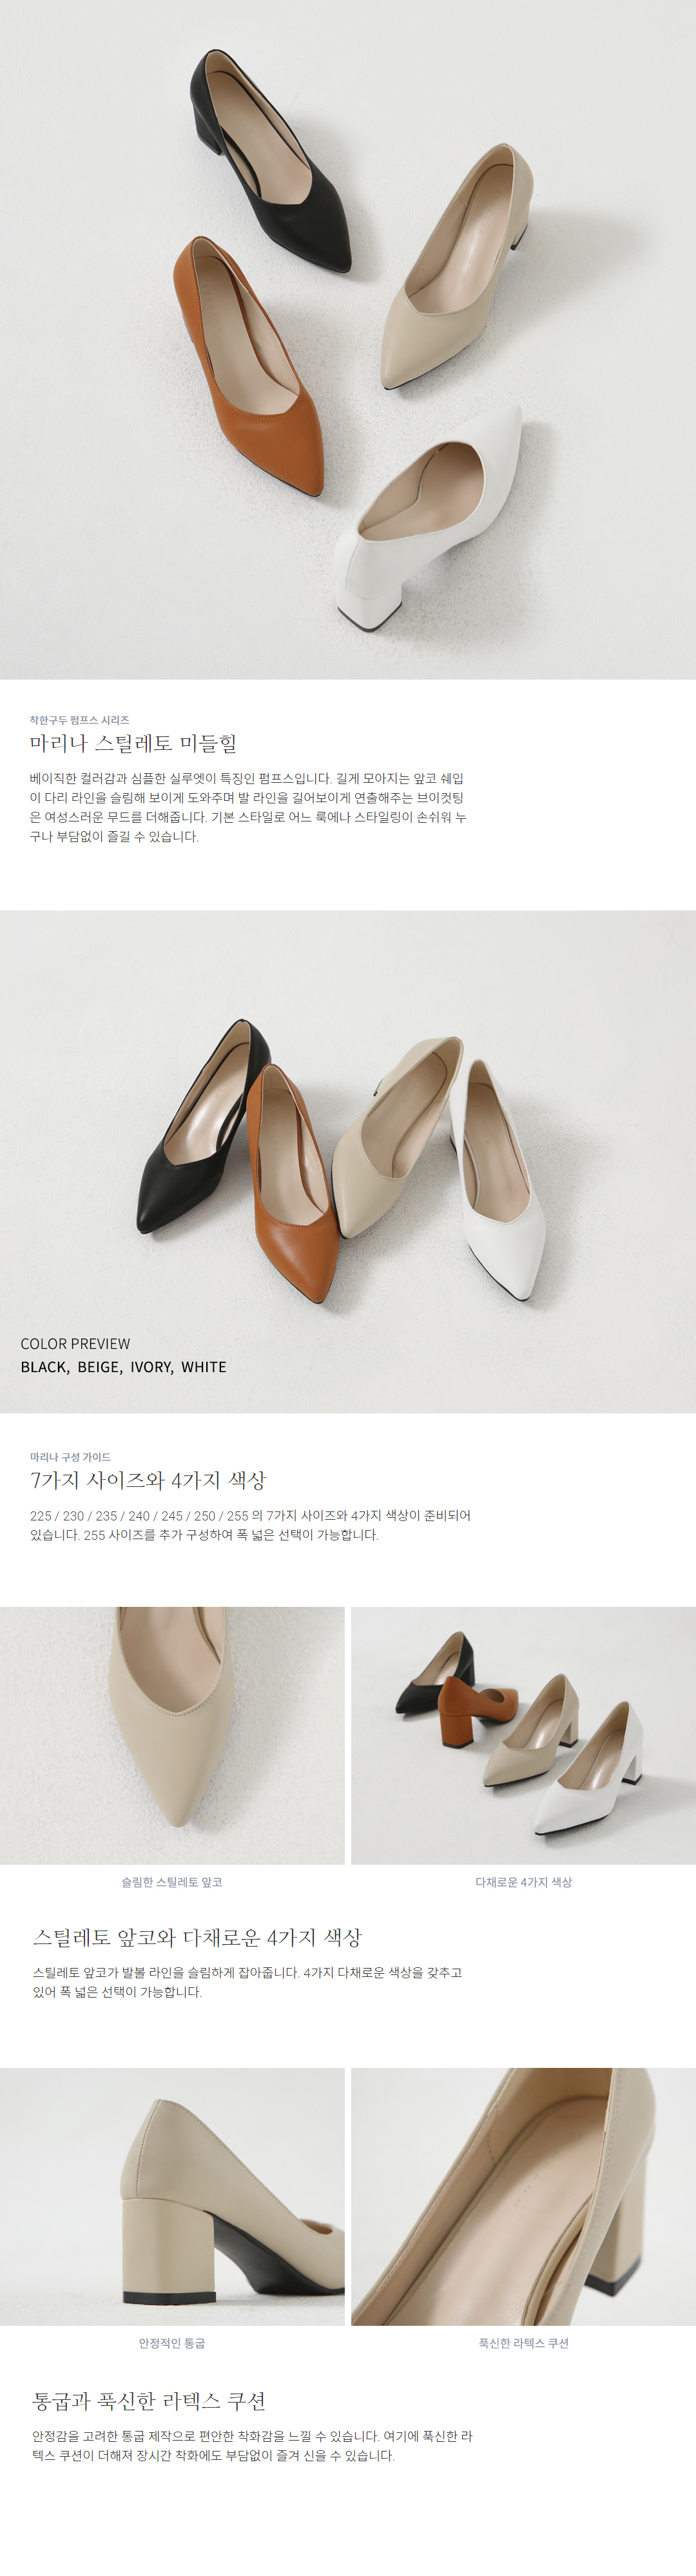 착한구두 펌프스 시리즈
마리나 스틸레토 미들힐
베이직한 컬러감과 심플한 실루엣이 특징인 펌프스입니다. 길게 모아지는 앞코 쉐입
이 다리 라인을 슬림해 보이게 도와주며 발 라인을 길어보이게 연출해주는 브이컷팅
은 여성스러운 무드를 더해줍니다. 기본 스타일로 어느 룩에나 스타일링이 손쉬워 누
구나 부담없이 즐길 수 있습니다.
COLOR PREVIEW
BLACK, BEIGE, IVORY, WHITE
마리나 구성 가이드
7가지 사이즈와 4가지 색상
225 / 230 / 235 / 240 / 245 / 250 / 255 의 7가지 사이즈와 4가지 색상이 준비되어
있습니다. 255 사이즈를 추가 구성하여 폭 넓은 선택이 가능합니다.
슬림한 스틸레토 앞코
다채로운 4가지 색상
스틸레토 앞코와 다채로운 4가지 색상
스틸레토 앞코가 발볼 라인을 슬림하게 잡아줍니다. 4가지 다채로운 색상을 갖추고
있어 폭 넓은 선택이 가능합니다.
안정적인 통굽
푹신한 라텍스 쿠션
통굽과 푹신한 라텍스 쿠션
안정감을 고려한 통굽 제작으로 편안한 착화감을 느낄 수 있습니다. 여기에 푹신한 라
텍스 쿠션이 더해져 장시간 착화에도 부담없이 즐겨 신을 수 있습니다.